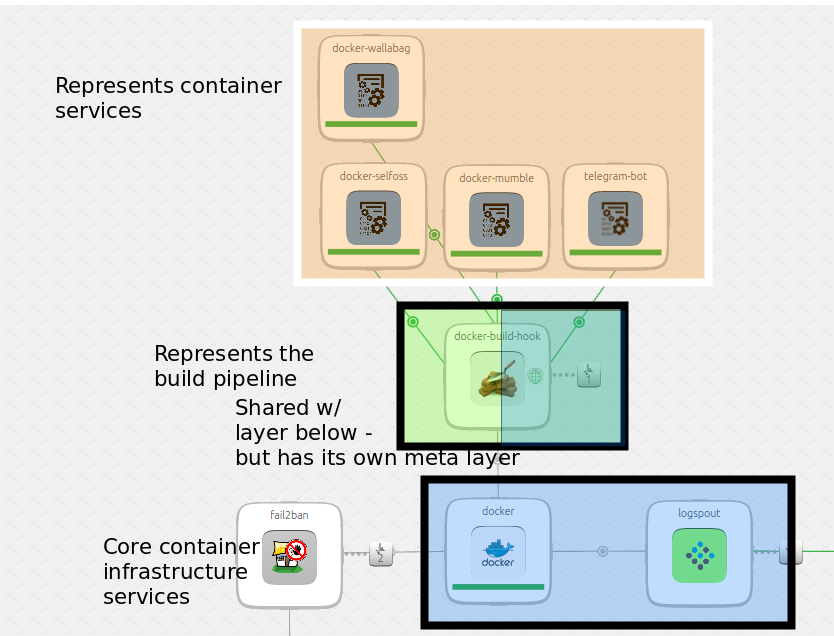 docker-wallabag
Represents container
services
docker-selfoss
docker-mumble
telegram-bot
docker-build-hook
Represents the
build pipeline
Shared w/
layer below -
but has its own meta layer
fail2ban
docker
logspout
2
docker
Core container
infrastructure
services